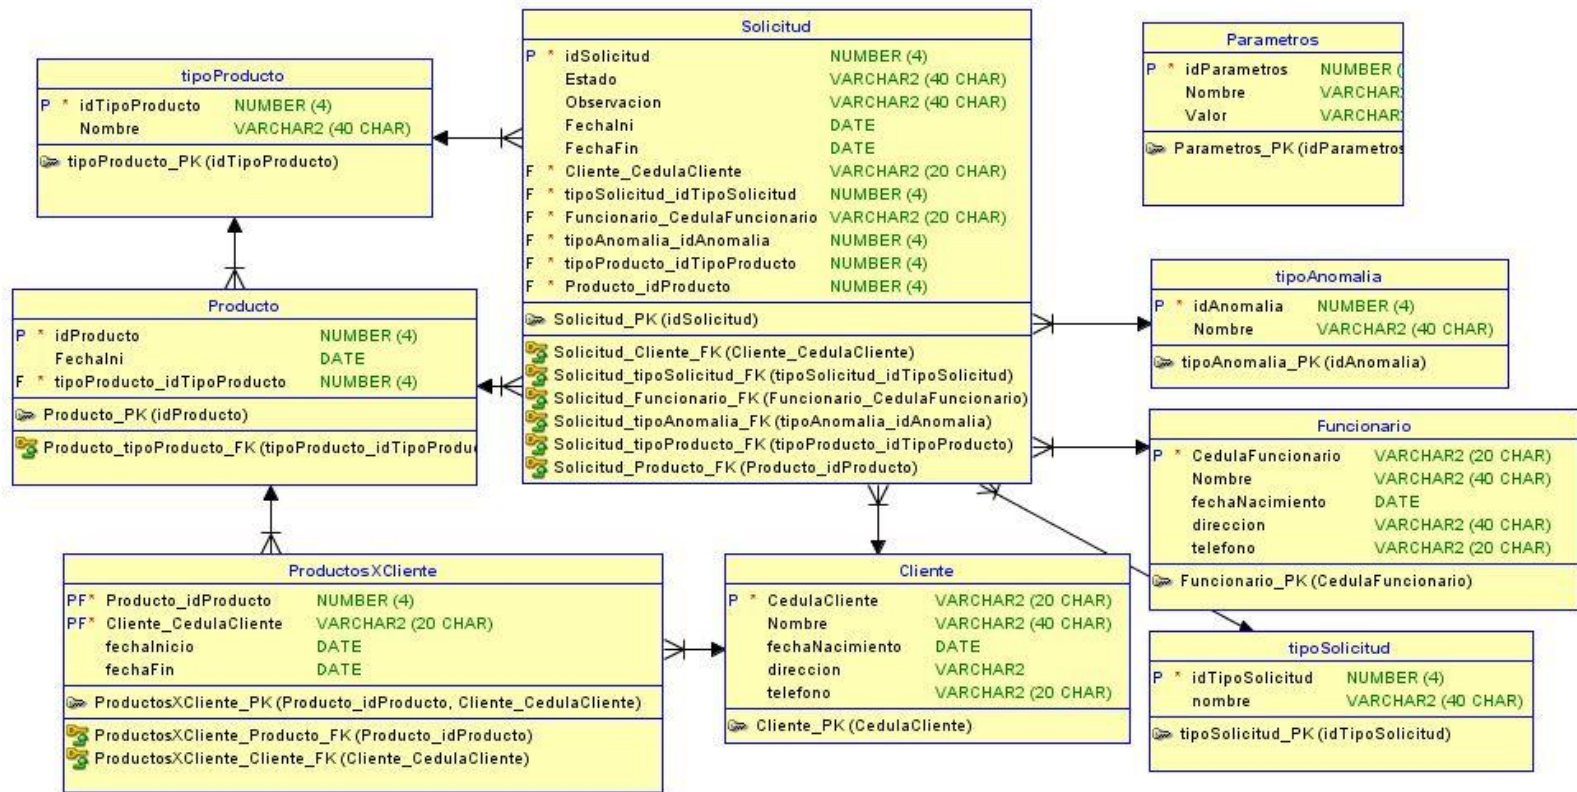 Solicitud
P * idSolicitud NUMBER (4)
Estado VARCHAR2 (40 CHAR)
Observacion VARCHAR2 (40 CHAR)
FechaIni DATE
FechaFin DATE
F * Cliente_CedulaCliente VARCHAR2 (20 CHAR)
F * tipoSolicitud_idTipoSolicitud NUMBER (4)
F * Funcionario_CedulaFuncionario VARCHAR2 (20 CHAR)
F * tipoAnomalia_idAnomalia NUMBER (4)
F * tipoProducto_idTipoProducto NUMBER (4)
F * Producto_idProducto NUMBER (4)
Solicitud_PK (idSolicitud)
Solicitud_Cliente_FK (Cliente_CedulaCliente)
Solicitud_tipoSolicitud_FK (tipoSolicitud_idTipoSolicitud)
Solicitud_Funcionario_FK (Funcionario_CedulaFuncionario)
Solicitud_tipoAnomalia_FK (tipoAnomalia_idAnomalia)
Solicitud_tipoProducto_FK (tipoProducto_idTipoProducto)
Solicitud_Producto_FK (Producto_idProducto)
Parametros
P * idParametros NUMBER (
Nombre VARCHAR
Valor VARCHAR
Parametros_PK (idParametros
tipoProducto
P * idTipoProducto NUMBER (4)
Nombre VARCHAR2 (40 CHAR)
tipoProducto_PK (idTipoProducto)
Producto
P * idProducto NUMBER (4)
FechaIni DATE
F * tipoProducto_idTipoProducto NUMBER (4)
Producto_PK (idProducto)
Producto_tipoProducto_FK (tipoProducto_idTipoProdu
tipoAnomalia
P * idAnomalia NUMBER (4)
Nombre VARCHAR2 (40 CHAR)
tipoAnomalia_PK (idAnomalia)
Funcionario
P * CedulaFuncionario VARCHAR2 (20 CHAR)
Nombre VARCHAR2 (40 CHAR)
fechaNacimiento DATE
direccion VARCHAR2 (40 CHAR)
telefono VARCHAR2 (20 CHAR)
Funcionario_PK (CedulaFuncionario)
ProductosXCliente
PF* Producto_idProducto NUMBER (4)
PF* Cliente_CedulaCliente VARCHAR2 (20 CHAR)
fechaInicio DATE
fechaFin DATE
ProductosXCliente_PK (Producto_idProducto, Cliente_CedulaCliente)
ProductosXCliente_Producto_FK (Producto_idProducto)
ProductosXCliente_Cliente_FK (Cliente_CedulaCliente)
Cliente
P * CedulaCliente VARCHAR2 (20 CHAR)
Nombre VARCHAR2 (40 CHAR)
fechaNacimiento DATE
direccion VARCHAR2
telefono VARCHAR2 (20 CHAR)
Cliente_PK (CedulaCliente)
tipoSolicitud
P * idTipoSolicitud NUMBER (4)
nombre VARCHAR2 (40 CHAR)
tipoSolicitud_PK (idTipoSolicitud)